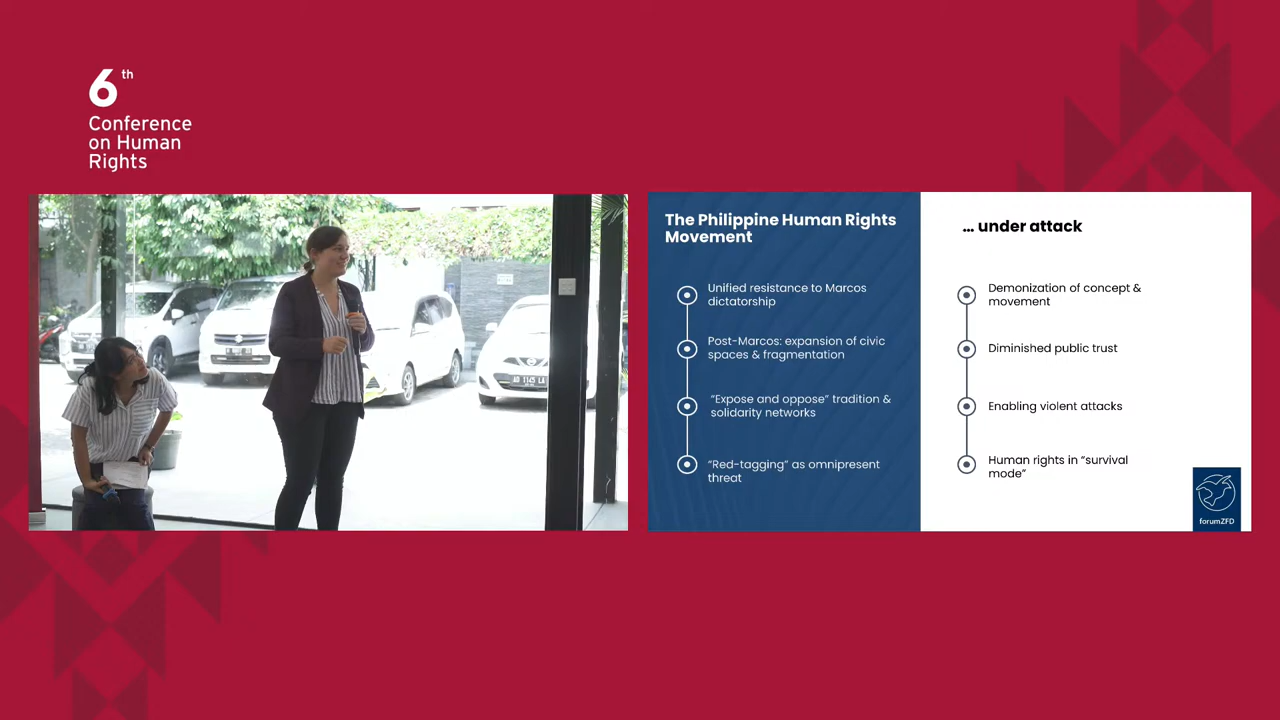 6th
Conference
on Human
Rights
The Philippine Human Rights
Movement
Unified resistance to Marcos
dictatorship
Post-Marcos: expansion of civic
spaces & fragmentation
“Expose and oppose” tradition &
solidarity networks
“Red-tagging” as omnipresent
threat
... under attack
Demonization of concept &
movement
Diminished public trust
Enabling violent attacks
Human rights in “survival
mode”
forumZFD